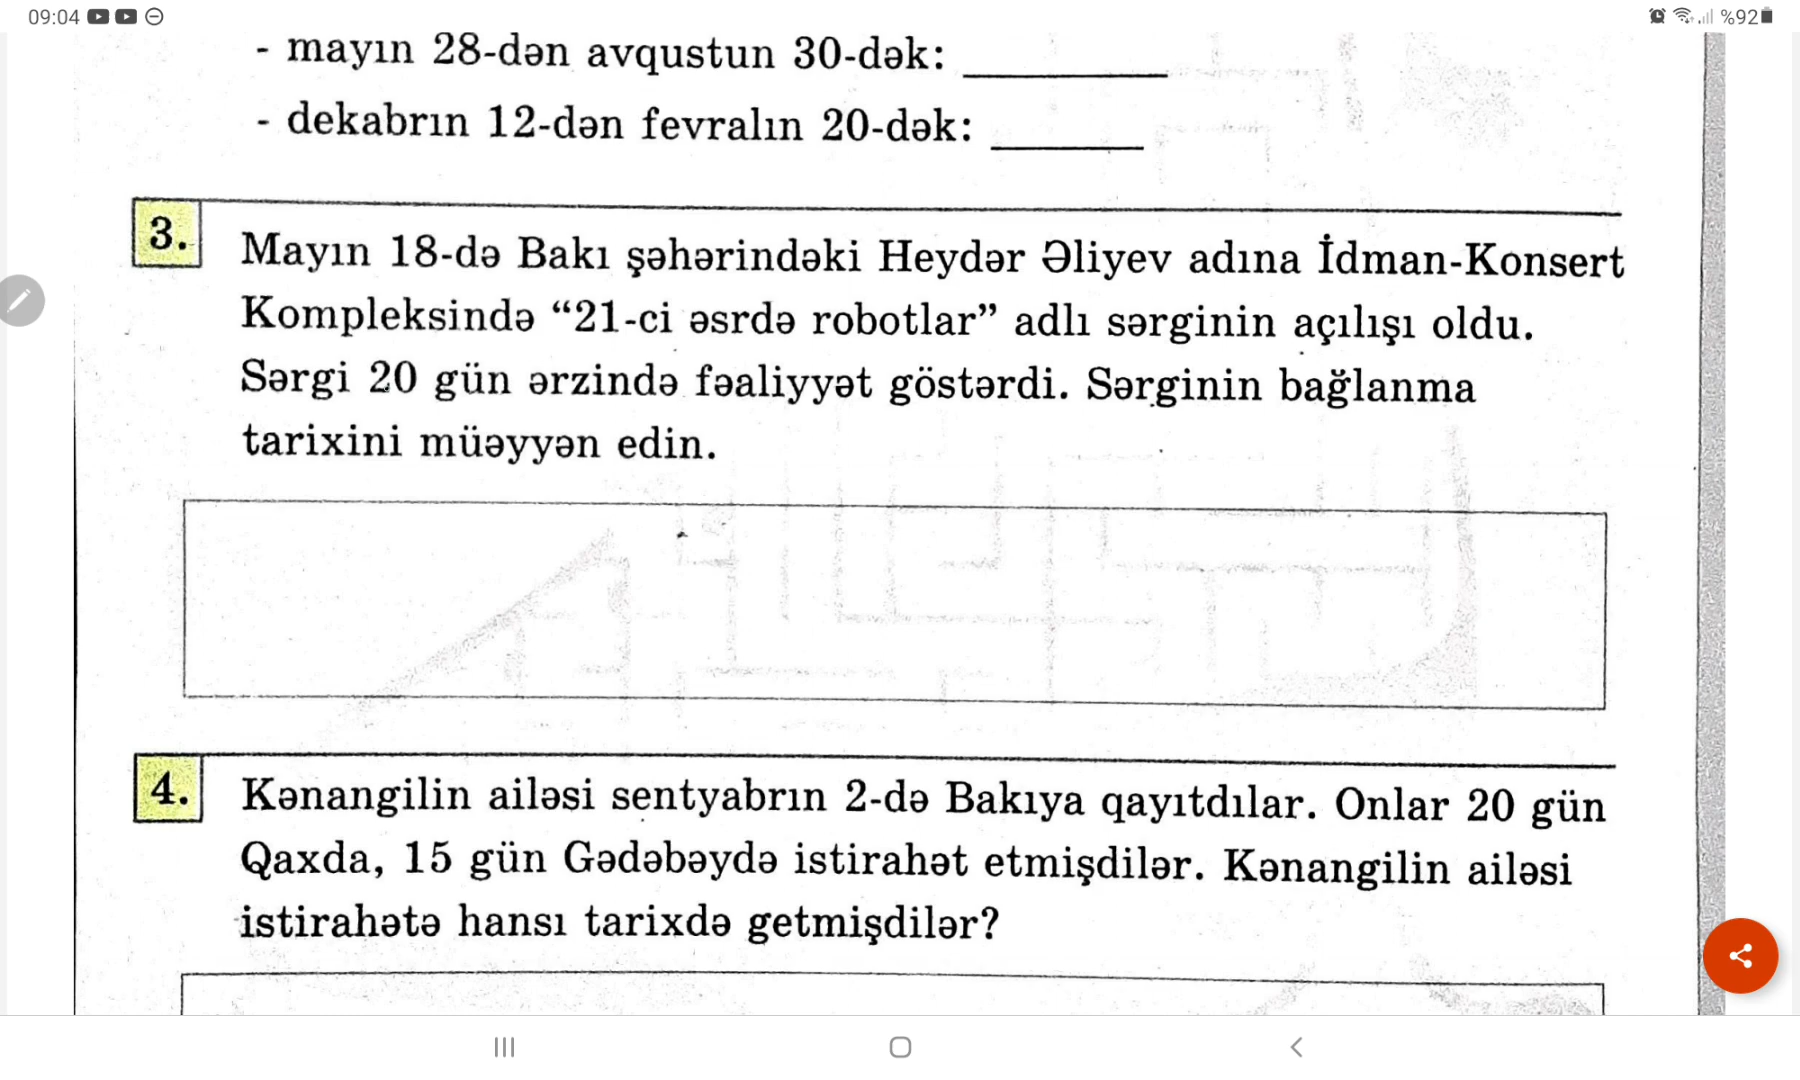 09:04
%92
- mayın 28-dən avqustun 30-dək: ________
- dekabrın 12-dən fevralın 20-dək: ______
3.
Mayın 18-də Bakı şəhərindəki Heydər Əliyev adına İdman-Konsert
Kompleksində “21-ci əsrdə robotlar” adlı sərginin açılışı oldu.
Sərgi 20 gün ərzində fəaliyyət göstərdi. Sərginin bağlanma
tarixini müəyyən edin.
4.
Kənangilin ailəsi sentyabrın 2-də Bakıya qayıtdılar. Onlar 20 gün
Qaxda, 15 gün Gədəbəydə istirahət etmişdilər. Kənangilin ailəsi
istirahətə hansı tarixdə getmişdilər?